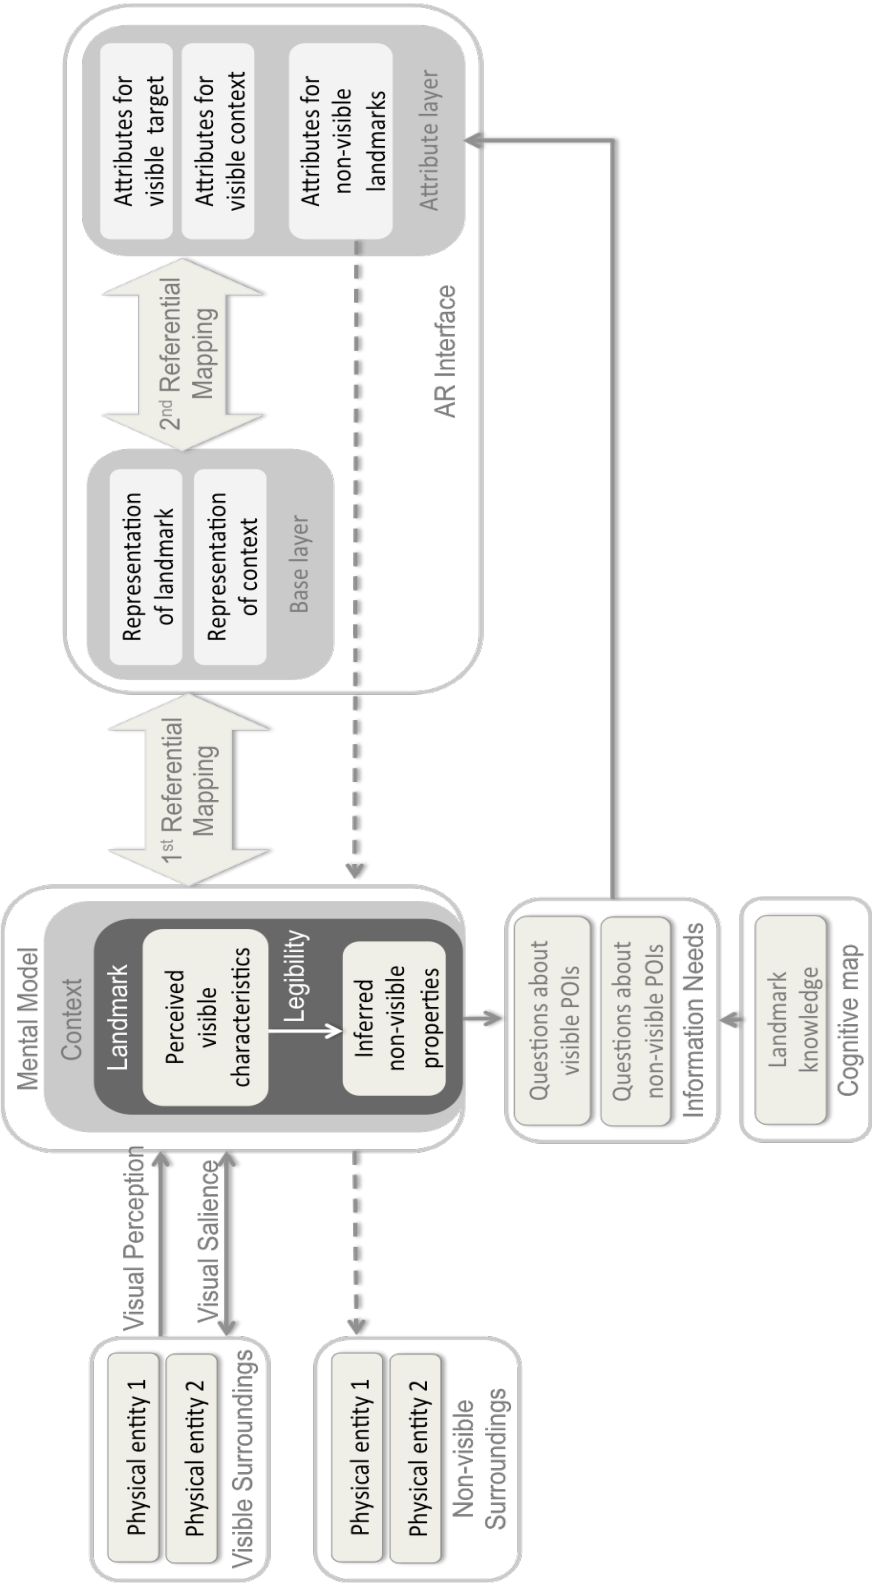 Visual Perception
Visual Salience
Physical entity 1
Physical entity 2
Visible Surroundings
Physical entity 1
Physical entity 2
Non-visible
Surroundings
Mental Model
Context
Landmark
Perceived
visible
characteristics
Legibility
Inferred
non-visible
properties
Questions about
visible POIs
Questions about
non-visible POIs
Information Needs
Landmark
knowledge
Cognitive map
1st Referential
Mapping
Representation
of landmark
Representation
of context
Base layer
2nd Referential
Mapping
Attributes for
visible target
Attributes for
visible context
Attributes for
non-visible
landmarks
Attribute layer
AR Interface